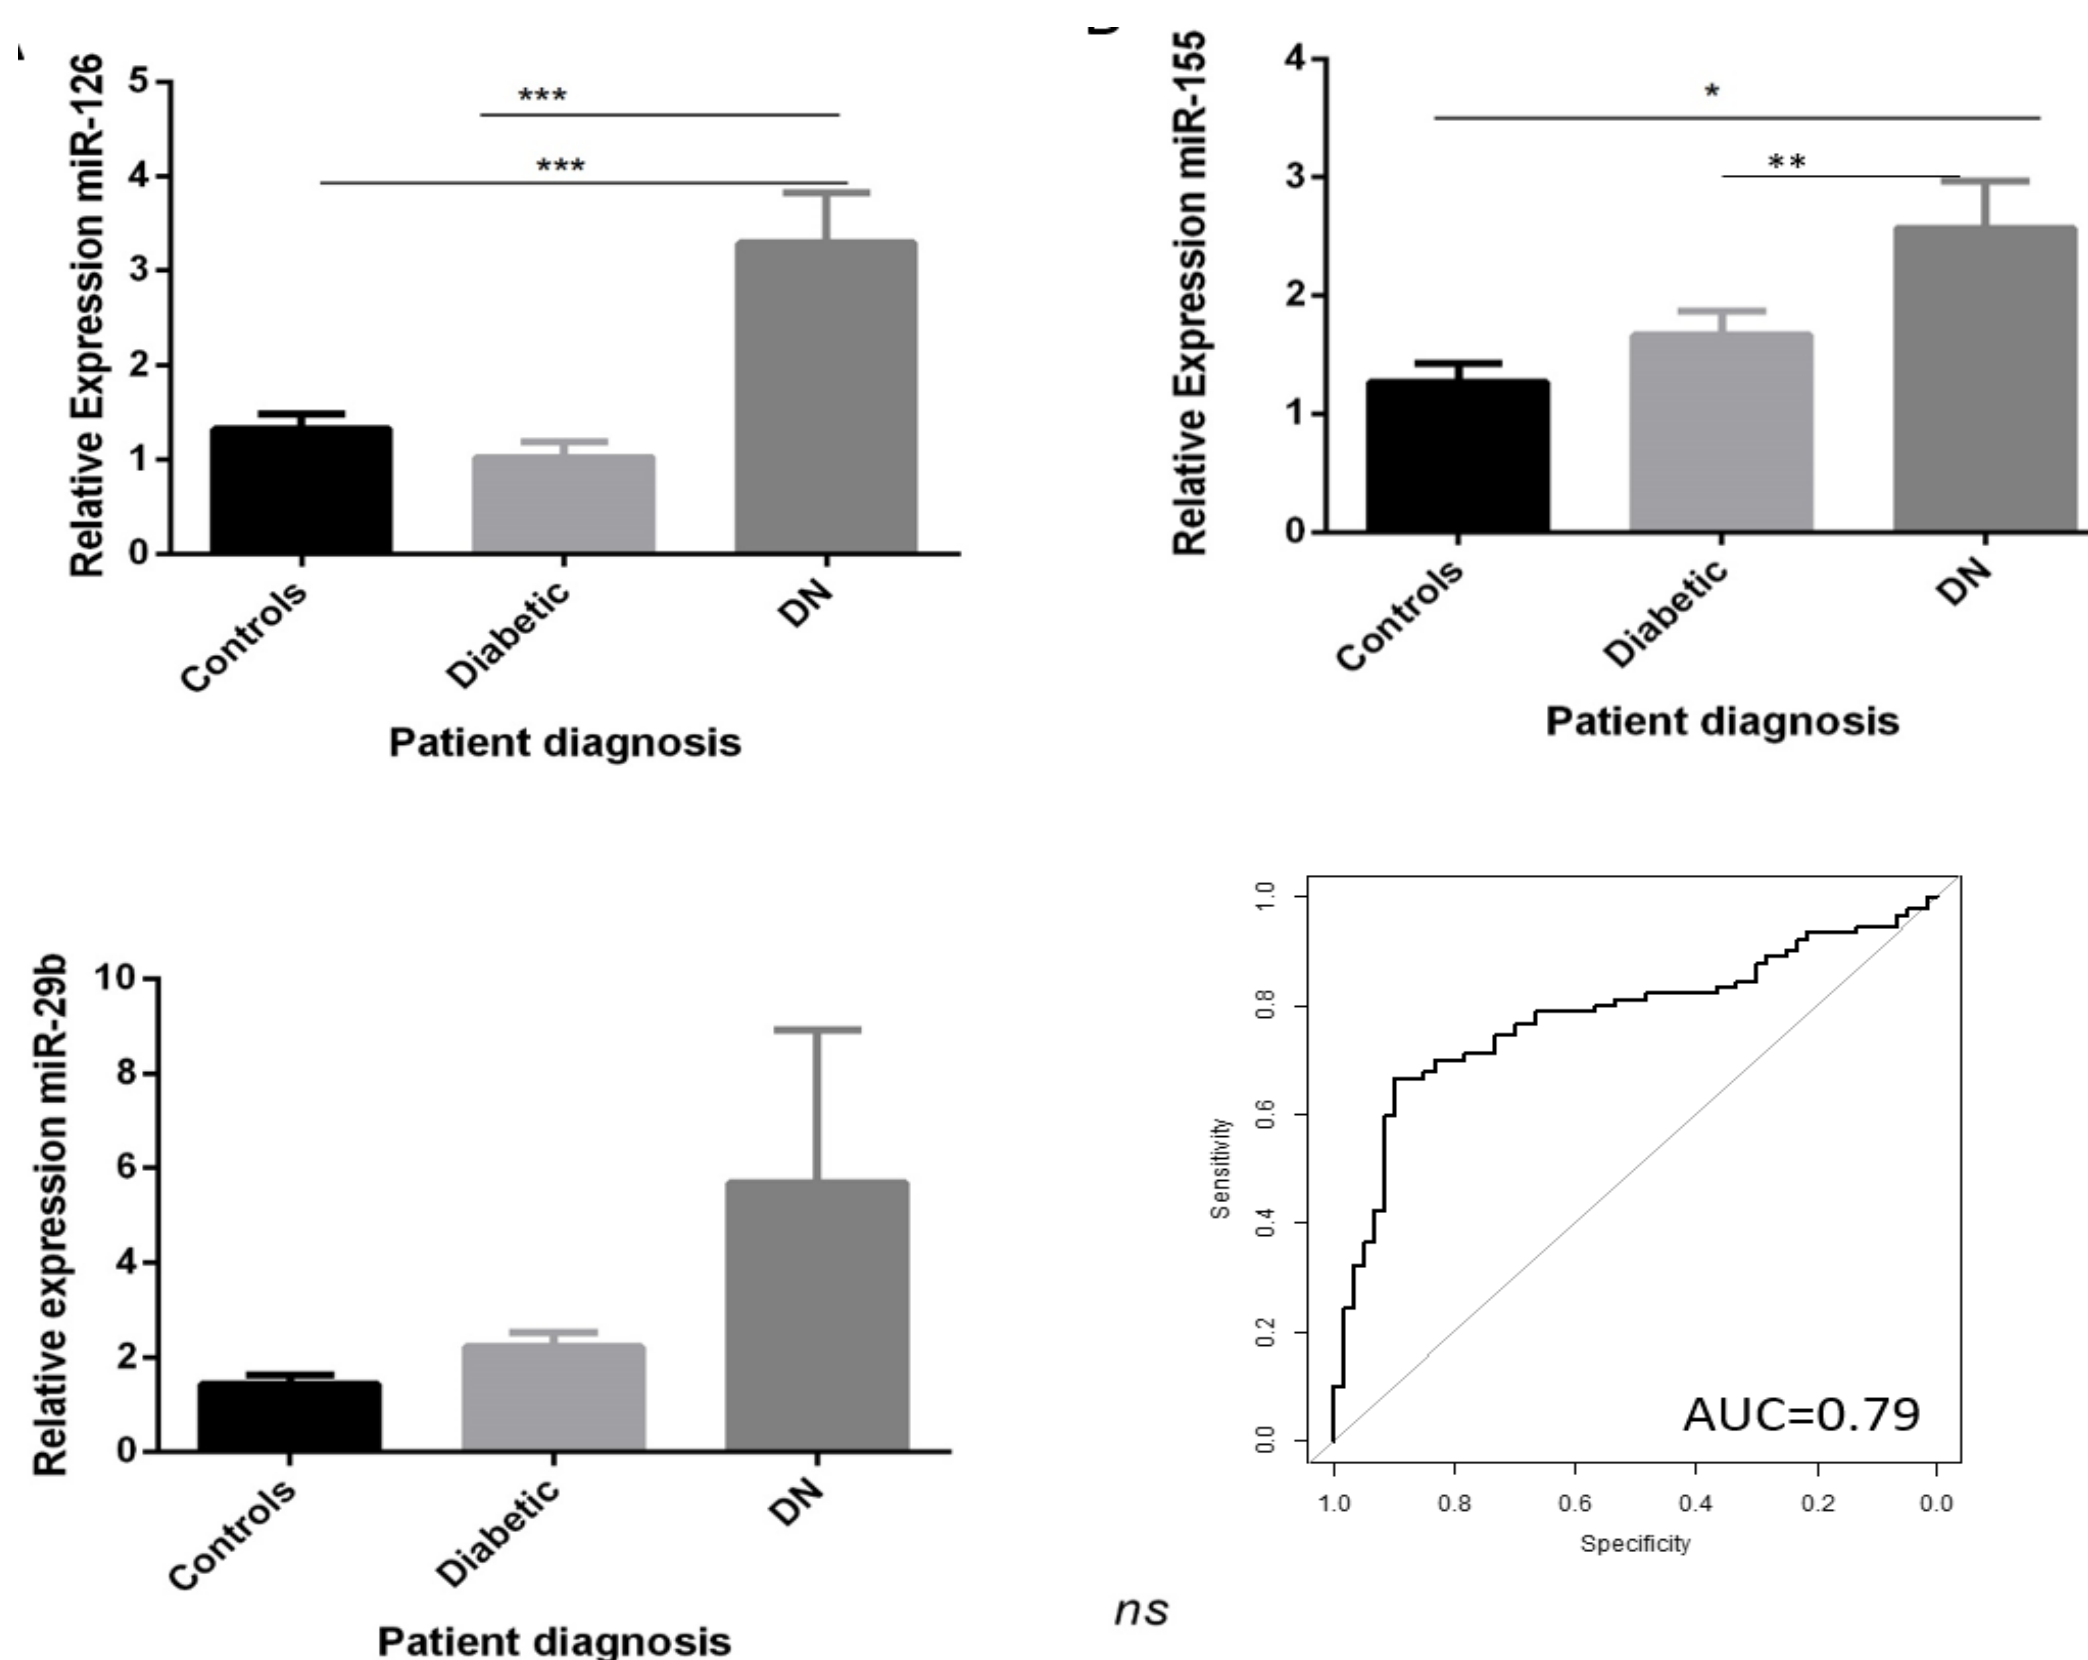 Relative Expression miR-126
5
4
3
2
1
0
***
***
Controls
Diabetic
DN
Patient diagnosis
Relative Expression miR-155
4
3
2
1
0
*
**
Controls
Diabetic
DN
Patient diagnosis
Relative expression miR-29b
10
8
6
4
2
0
Controls
Diabetic
DN
Patient diagnosis
ns
Sensitivity
1.0
0.8
0.6
0.4
0.2
0.0
AUC=0.79
1.0 0.8 0.6 0.4 0.2 0.0
Specificity